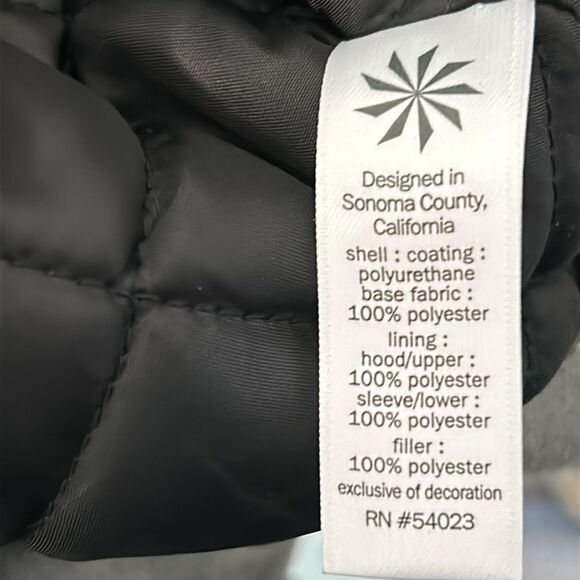 Designed in
Sonoma County,
California
shell : coating :
polyurethane
base fabric :
100% polyester
lining :
hood/upper :
100% polyester
sleeve/lower :
100% polyester
filler :
100% polyester
exclusive of decoration
RN #54023